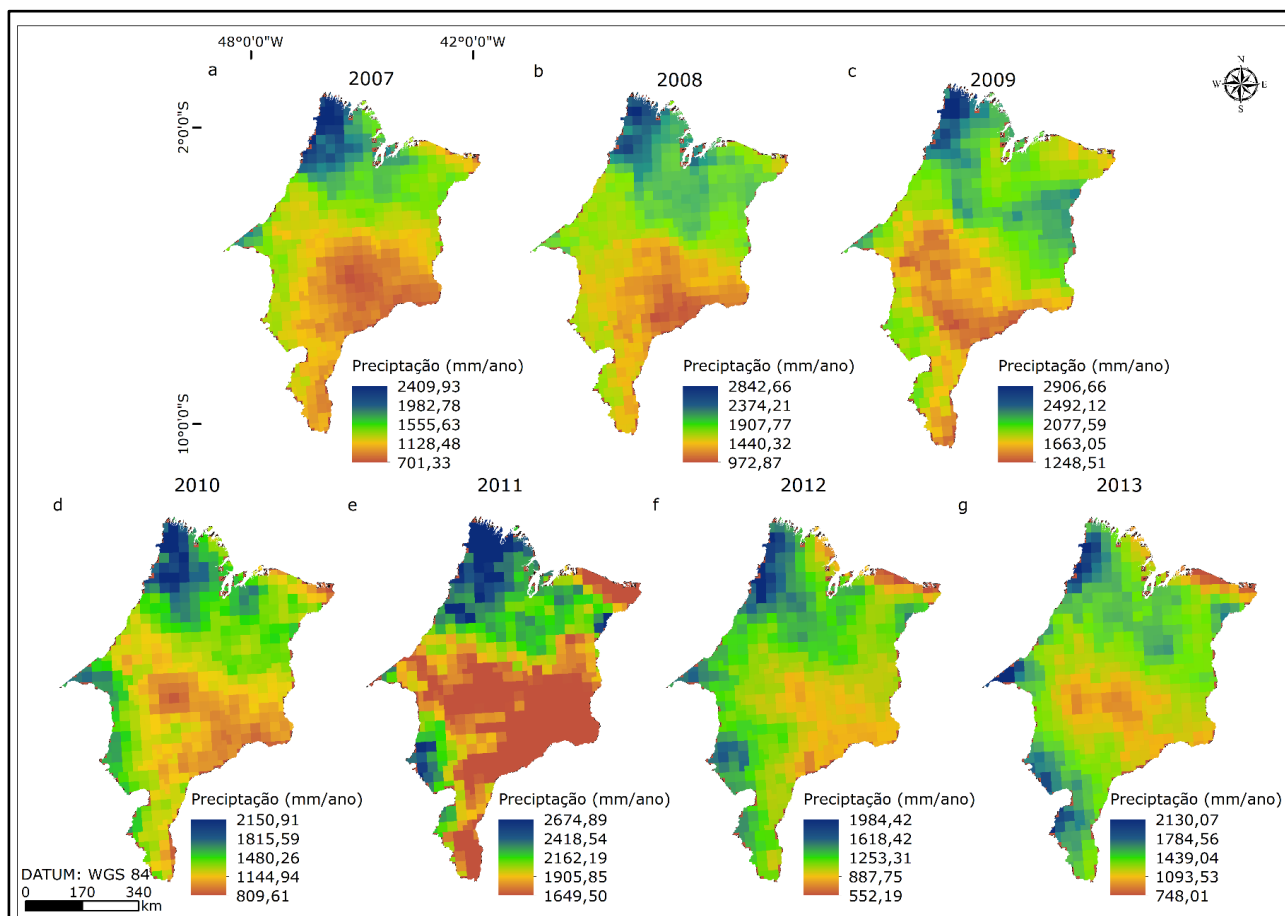 48°0'0"W
42°0'0"W
a
2007
b
2008
c
2009
N
W
E
S
2°0'0"S
10°0'0"S
Preciptação (mm/ano)
2409,93
1982,78
1555,63
1128,48
701,33
Preciptação (mm/ano)
2842,66
2374,21
1907,77
1440,32
972,87
Preciptação (mm/ano)
2906,66
2492,12
2077,59
1663,05
1248,51
d
2010
e
2011
f
2012
g
2013
Preciptação (mm/ano)
2150,91
1815,59
1480,26
1144,94
809,61
Preciptação (mm/ano)
2674,89
2418,54
2162,19
1905,85
1649,50
Preciptação (mm/ano)
1984,42
1618,42
1253,31
887,75
552,19
Preciptação (mm/ano)
2130,07
1784,56
1439,04
1093,53
748,01
DATUM: WGS 84
0 170 340
km